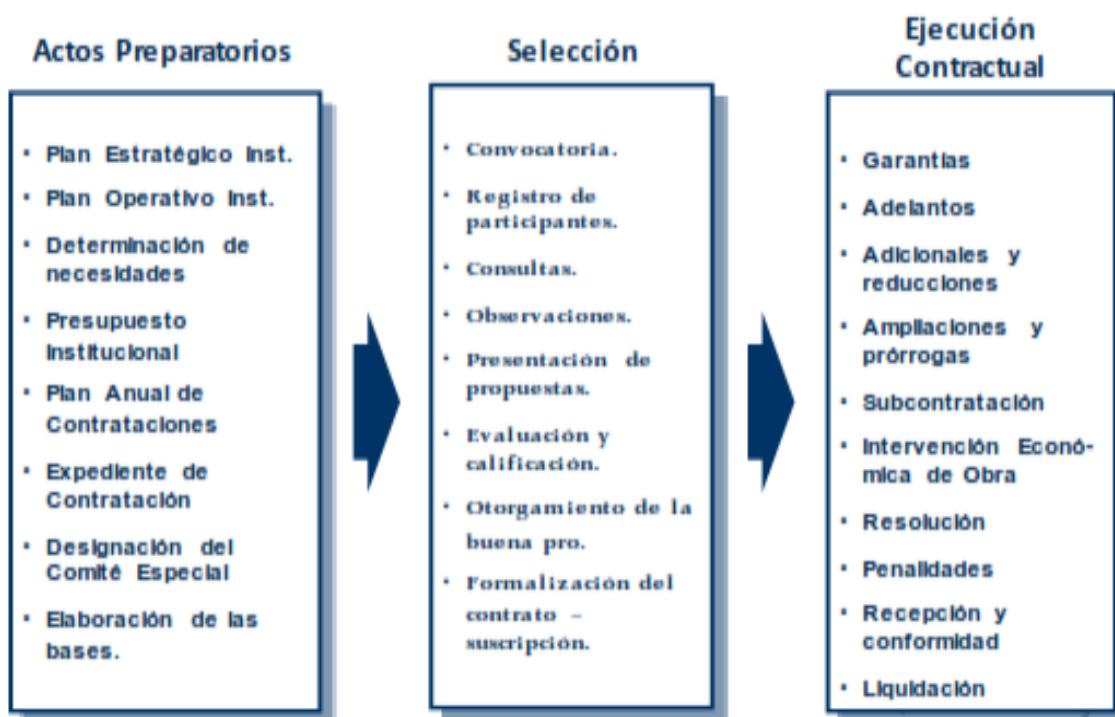 Actos Preparatorios
• Plan Estratégico Inst.
• Plan Operativo Inst.
• Determinación de
necesidades
• Presupuesto
Institucional
• Plan Anual de
Contrataciones
• Expediente de
Contratación
• Designación del
Comité Especial
• Elaboración de las
bases.
Selección
• Convocatoria.
• Registro de
participantes.
• Consultas.
• Observaciones.
• Presentación de
propuestas.
• Evaluación y
calificación.
• Otorgamiento de la
buena pro.
• Formalización del
contrato –
suscripción.
Ejecución
Contractual
• Garantías
• Adelantos
• Adicionales y
reducciones
• Ampliaciones y
prórrogas
• Subcontratación
• Intervención Econó-
mica de Obra
• Resolución
• Penalidades
• Recepción y
conformidad
• Liquidación